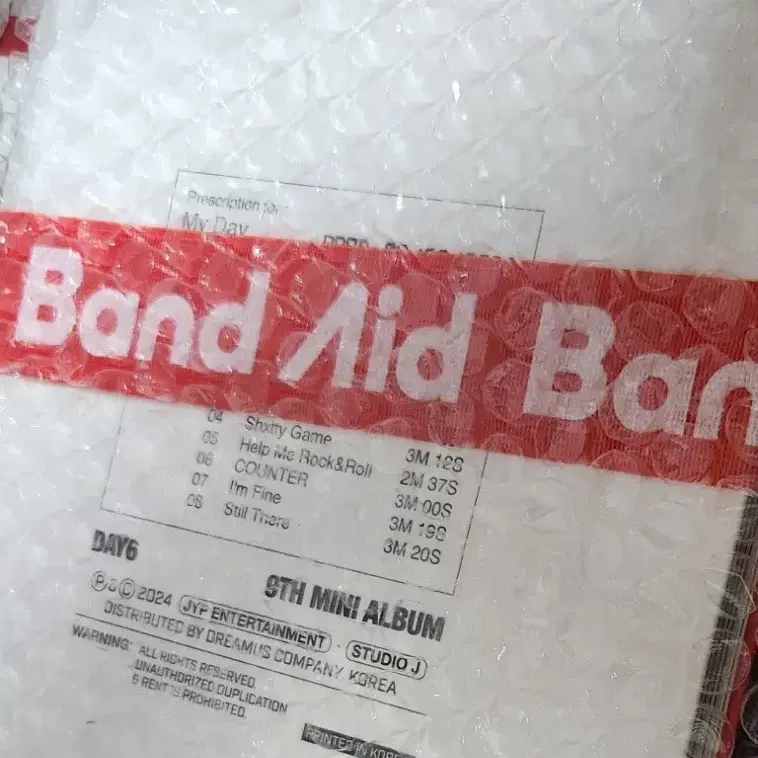 Prescription for
My Day
Band Aid Ban
04 Shxtty Game 3M 12S
05 Help Me Rock&Roll 2M 37S
06 COUNTER 3M 00S
07 I'm Fine 3M 19S
08 Still There 3M 20S
DAY6
9TH MINI ALBUM
Ⓟ&Ⓒ 2024 JYP ENTERTAINMENT · STUDIO J
DISTRIBUTED BY DREAMUS COMPANY KOREA
WARNING: ALL RIGHTS RESERVED.
UNAUTHORIZED DUPLICATION
& RENT IS PROHIBITED.
PRINTED IN KORE